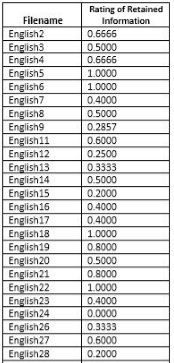 Filename Rating of Retained Information
English2 0.6666
English3 0.5000
English4 0.6666
English5 1.0000
English6 1.0000
English7 0.4000
English8 0.5000
English9 0.2857
English11 0.6000
English12 0.2500
English13 0.3333
English14 0.5000
English15 0.2000
English16 0.4000
English17 0.4000
English18 1.0000
English19 0.8000
English20 0.5000
English21 0.8000
English22 1.0000
English23 0.4000
English24 0.0000
English26 0.3333
English27 0.6000
English28 0.2000